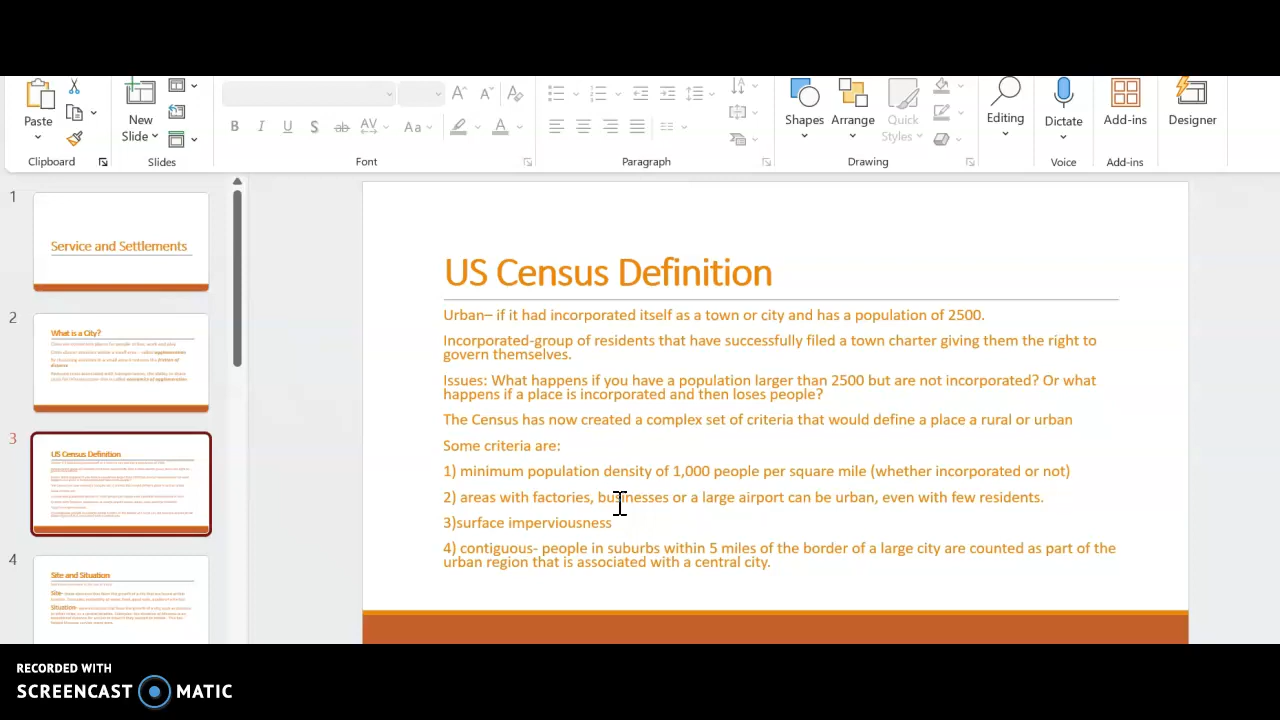 Paste
New
Slide
Clipboard
Slides
B I U S ab AV Aa A
Font
Paragraph
Shapes
Arrange
Quick
Styles
Drawing
Editing
Dictate
Voice
Add-ins
Add-ins
Designer
1
Service and Settlements
2
What is a City?
3
US Census Definition
4
Site and Situation
Site-
Situation-
US Census Definition
Urban– if it had incorporated itself as a town or city and has a population of 2500.
Incorporated-group of residents that have successfully filed a town charter giving them the right to
govern themselves.
Issues: What happens if you have a population larger than 2500 but are not incorporated? Or what
happens if a place is incorporated and then loses people?
The Census has now created a complex set of criteria that would define a place a rural or urban
Some criteria are:
1) minimum population density of 1,000 people per square mile (whether incorporated or not)
2) areas with factories, businesses or a large airport can be urban, even with few residents.
3)surface imperviousness
4) contiguous- people in suburbs within 5 miles of the border of a large city are counted as part of the
urban region that is associated with a central city.
RECORDED WITH
SCREENCAST MATIC